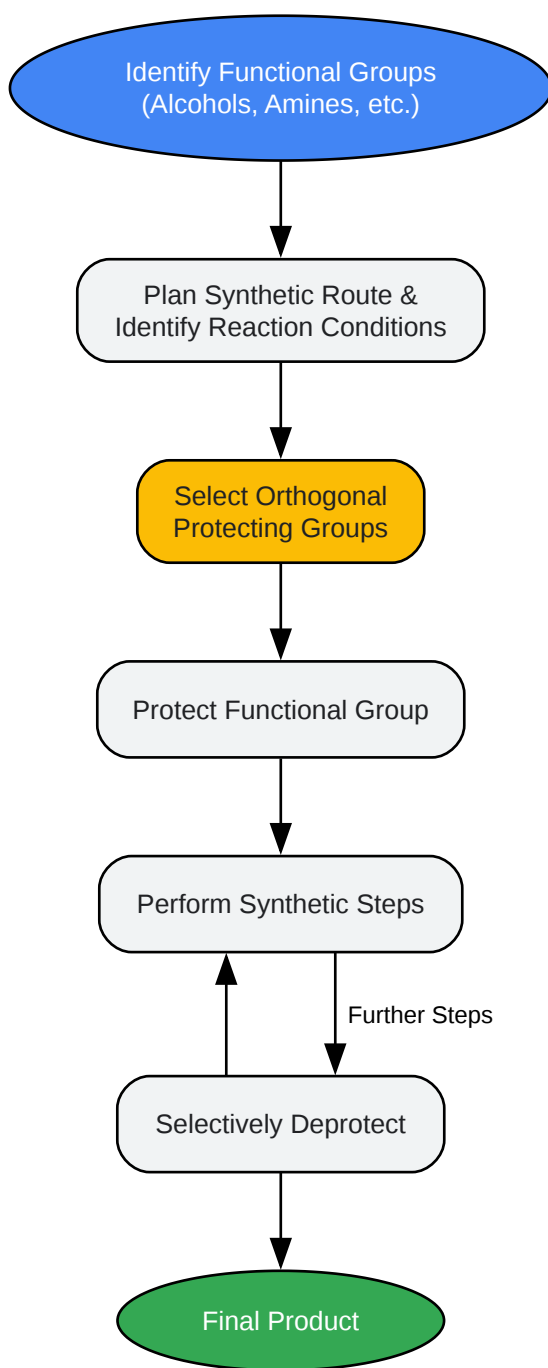 Identify Functional Groups
(Alcohols, Amines, etc.)
Plan Synthetic Route &
Identify Reaction Conditions
Select Orthogonal
Protecting Groups
Protect Functional Group
Perform Synthetic Steps
Further Steps
Selectively Deprotect
Final Product